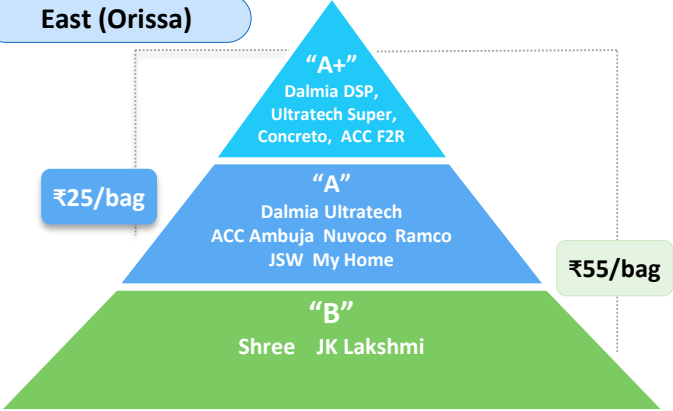 East (Orissa)
“A+”
Dalmia DSP,
Ultratech Super,
Concreto, ACC F2R
₹25/bag
“A”
Dalmia Ultratech
ACC Ambuja Nuvoco Ramco
JSW My Home
₹55/bag
“B”
Shree JK Lakshmi